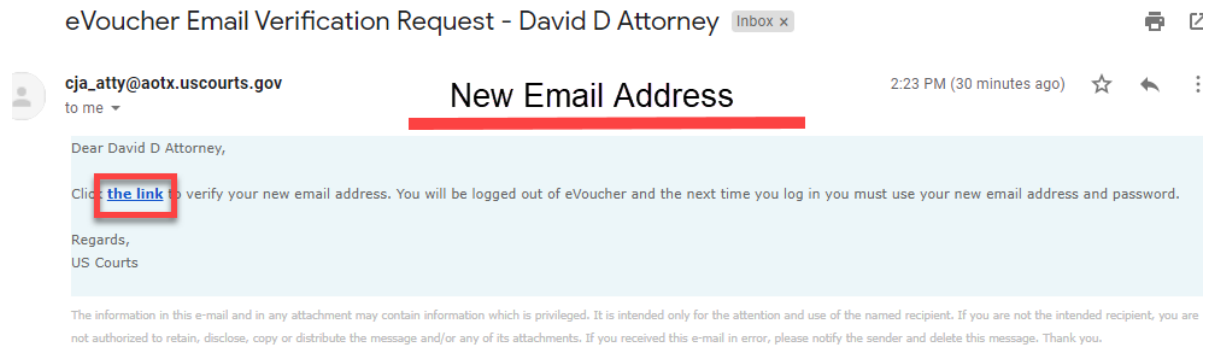 eVoucher Email Verification Request - David D Attorney Inbox x
cja_atty@aotx.uscourts.gov
New Email Address
2:23 PM (30 minutes ago)
to me
Dear David D Attorney,
Click the link to verify your new email address. You will be logged out of eVoucher and the next time you log in you must use your new email address and password.
Regards,
US Courts
The information in this e-mail and in any attachment may contain information which is privileged. It is intended only for the attention and use of the named recipient. If you are not the intended recipient, you are
not authorized to retain, disclose, copy or distribute the message and/or any of its attachments. If you received this e-mail in error, please notify the sender and delete this message. Thank you.